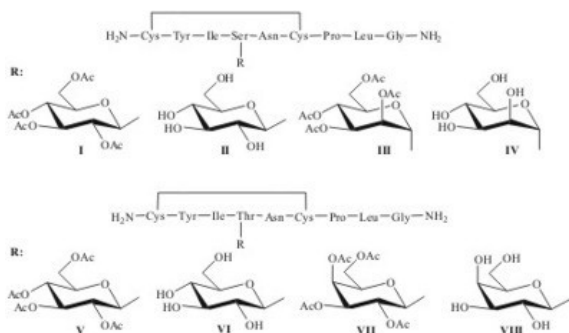 H₂N—Cys—Tyr—Ile—Ser—Asn—Cys—Pro—Leu—Gly—NH₂
R
R:
OAc
AcO
O
AcO
OAc
I
OH
HO
O
HO
OH
II
OAc
OAc
AcO
O
AcO
III
OH
OH
HO
O
HO
IV
H₂N—Cys—Tyr—Ile—Thr—Asn—Cys—Pro—Leu—Gly—NH₂
R
R:
OAc
AcO
O
AcO
OAc
V
OH
HO
O
HO
OH
VI
OAc
OAc
O
AcO
OAc
VII
OH
OH
O
HO
OH
VIII